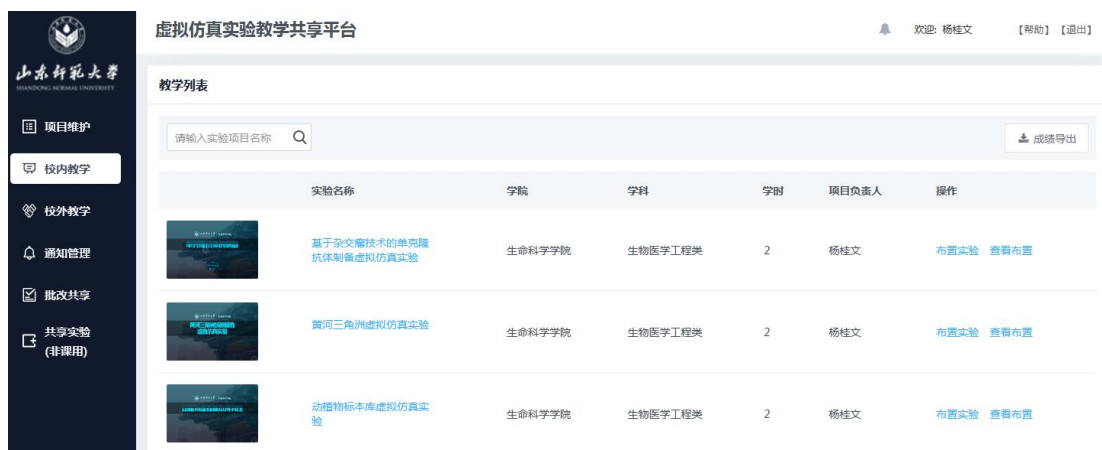 虚拟仿真实验教学共享平台
欢迎: 杨桂文
【帮助】【退出】
山东师范大学
SHANDONG NORMAL UNIVERSITY
项目维护
校内教学
校外教学
通知管理
批改共享
共享实验
(非课用)
教学列表
请输入实验项目名称
成绩导出
实验名称 学院 学科 学时 项目负责人 操作
基于杂交瘤技术的单克隆
抗体制备虚拟仿真实验
生命科学学院 生物医学工程类 2 杨桂文 布置实验 查看布置
黄河三角洲虚拟仿真实验
生命科学学院 生物医学工程类 2 杨桂文 布置实验 查看布置
动植物标本库虚拟仿真实
验
生命科学学院 生物医学工程类 2 杨桂文 布置实验 查看布置